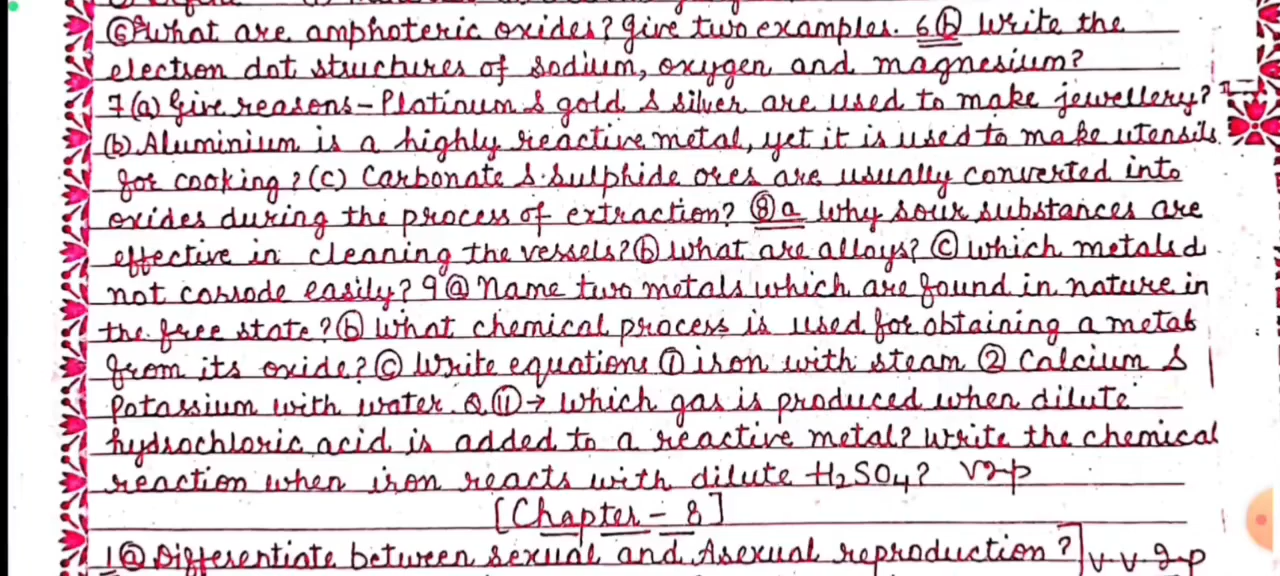 6 a What are amphoteric oxides? Give two examples. 6 b Write the
electron dot structures of sodium, oxygen and magnesium?
7 (a) Give reasons - Platinum & gold & silver are used to make jewellery?
(b) Aluminium is a highly reactive metal, yet it is used to make utensils
for cooking? (C) Carbonate & Sulphide ores are usually converted into
oxides during the process of extraction? 8 a Why sour substances are
effective in cleaning the vessels? b What are alloys? c Which metals d
not corrode easily? 9 a Name two metals which are found in nature in
the free state? b What chemical process is used for obtaining a metal
from its oxide? c Write equations ① iron with steam ② Calcium &
Potassium with water. Q. 11 → which gas is produced when dilute
hydrochloric acid is added to a reactive metal? Write the chemical
reaction when iron reacts with dilute H₂SO₄?
[Chapter - 8]
1 a Differentiate between sexual and Asexual reproduction?]